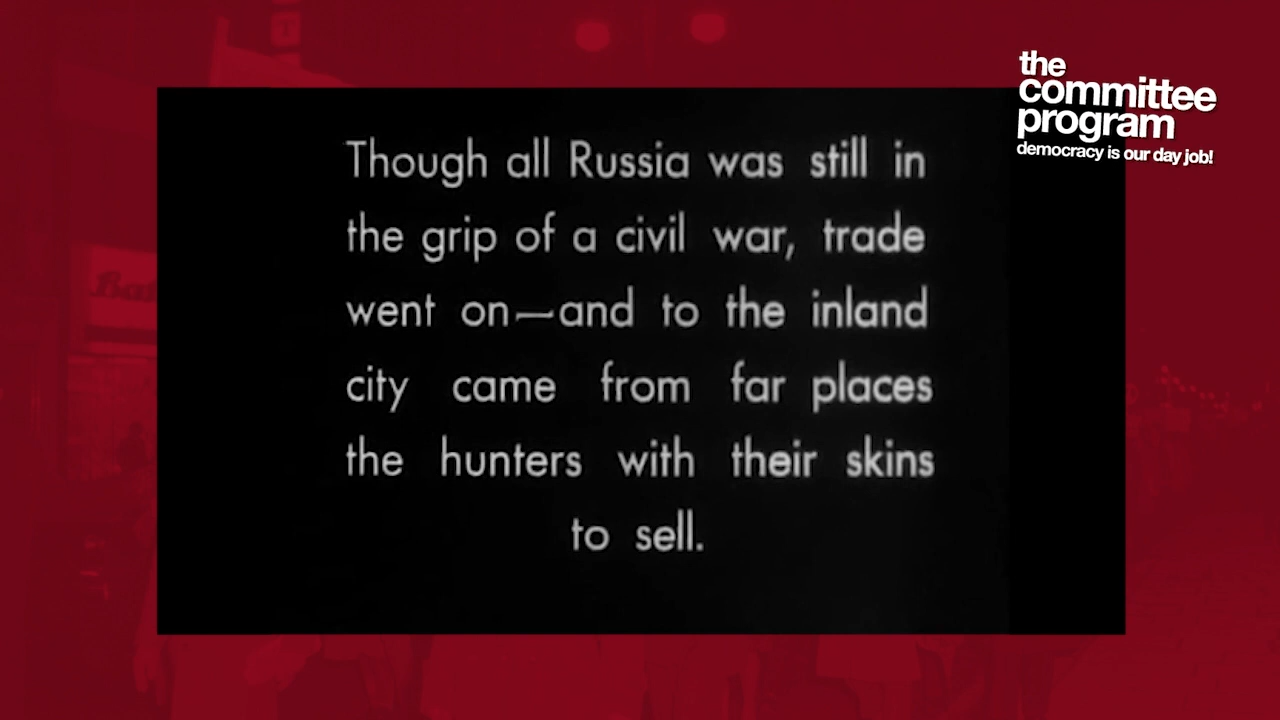 the
committee
program
democracy is our day job!
Though all Russia was still in
the grip of a civil war, trade
went on—and to the inland
city came from far places
the hunters with their skins
to sell.